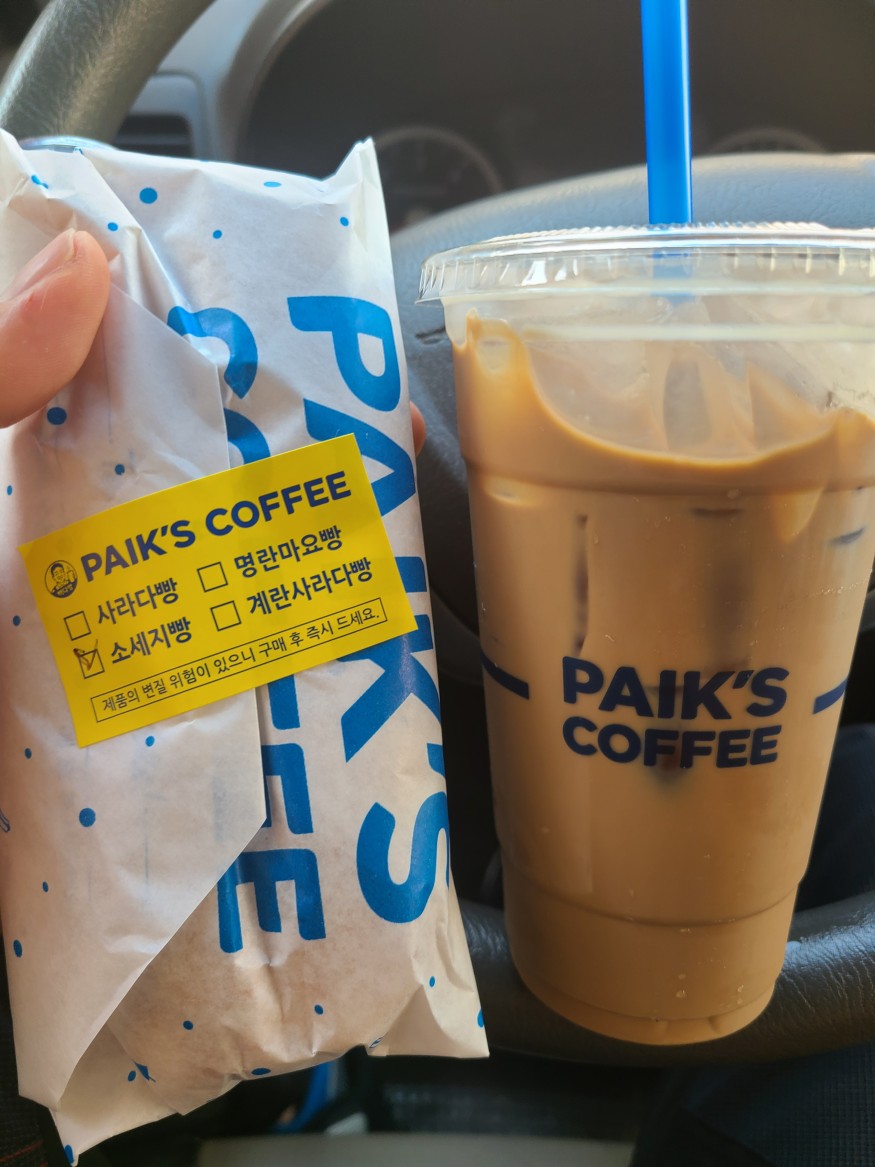 PAIK'S
COFFEE
PAIK'S COFFEE
사라다빵
명란마요빵
소세지빵
계란사라다빵
제품의 변질 위험이 있으니 구매 후 즉시 드세요.
PAIK'S
COFFEE